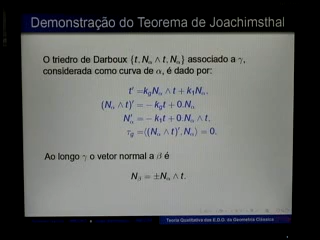 Demonstração do Teorema de Joachimsthal
O triedro de Darboux {t, Nα ∧ t, Nα} associado a γ,
considerada como curva de α, é dado por:
t′ =kgNα ∧ t + k1Nα,
(Nα ∧ t)′ = − kgt + 0.Nα
N′α = − k1t + 0.Nα ∧ t,
τg =⟨(Nα ∧ t)′, Nα⟩ = 0.
Ao longo γ o vetor normal a β é
Nβ = ±Nα ∧ t.
Teoria Qualitativa das E.D.O. da Geometria Clássica